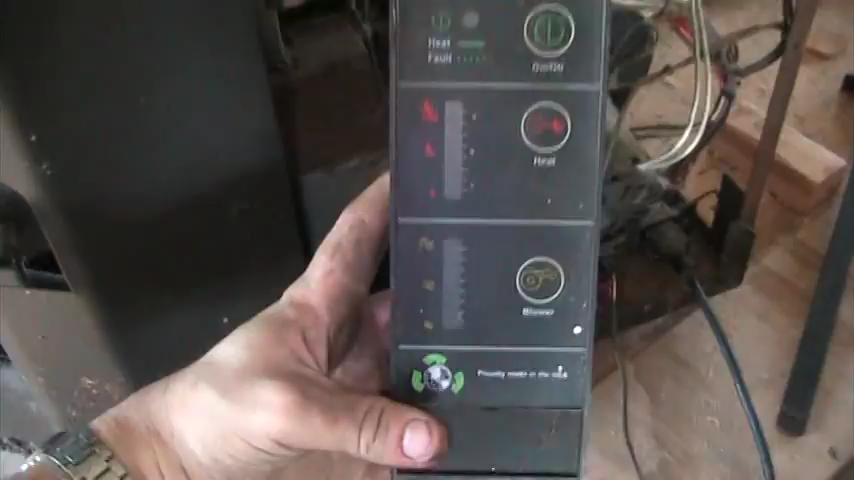 Heat
Fault
On/Off
Heat
Blower
Proudly made in the USA